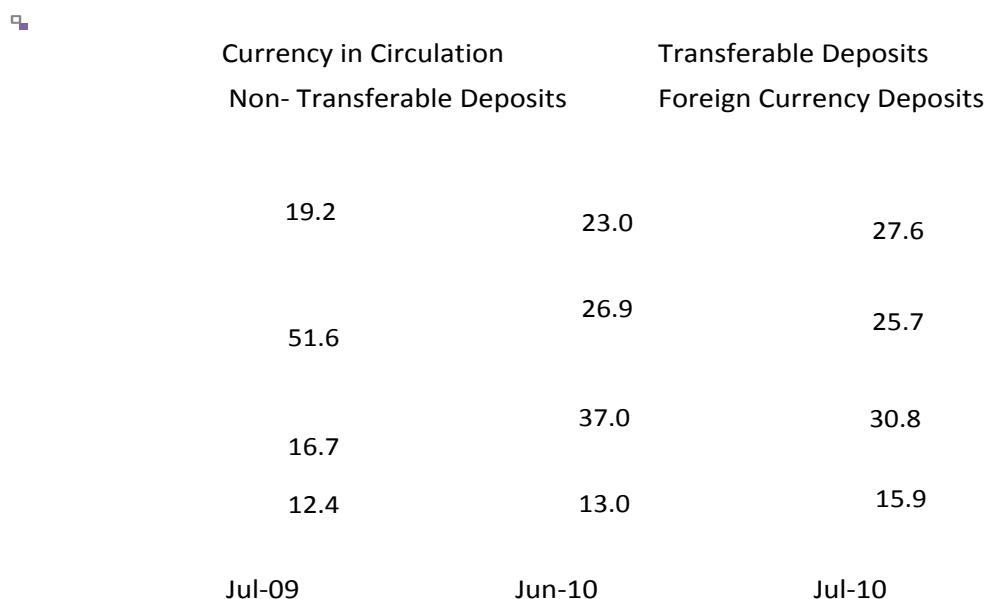 Currency in Circulation Transferable Deposits
Non- Transferable Deposits Foreign Currency Deposits
19.2 23.0 27.6
51.6 26.9 25.7
16.7 37.0 30.8
12.4 13.0 15.9
Jul-09 Jun-10 Jul-10